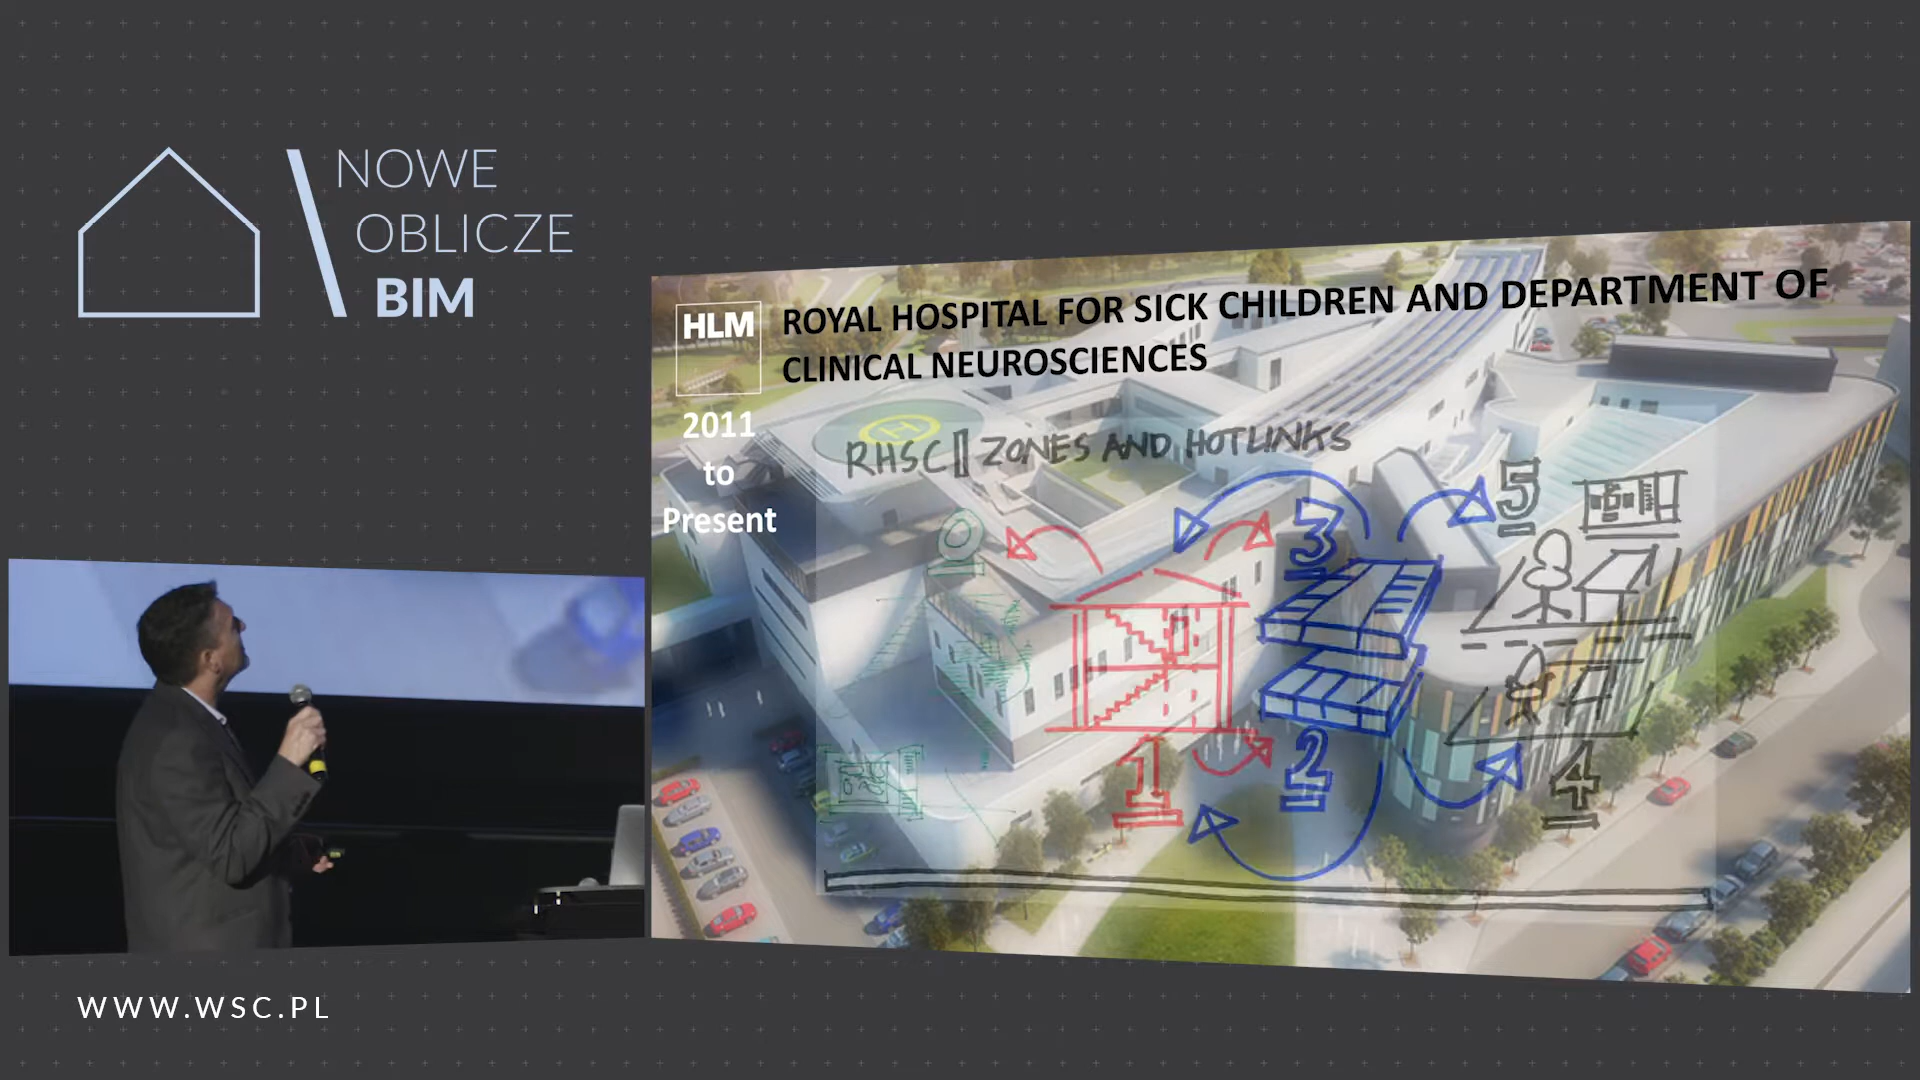 NOWE
OBLICZE
BIM
HLM
ROYAL HOSPITAL FOR SICK CHILDREN AND DEPARTMENT OF
CLINICAL NEUROSCIENCES
2011
to
Present
RHSC ZONES AND HOTLINKS
0
1
2
3
4
5
H
WWW.WSC.PL